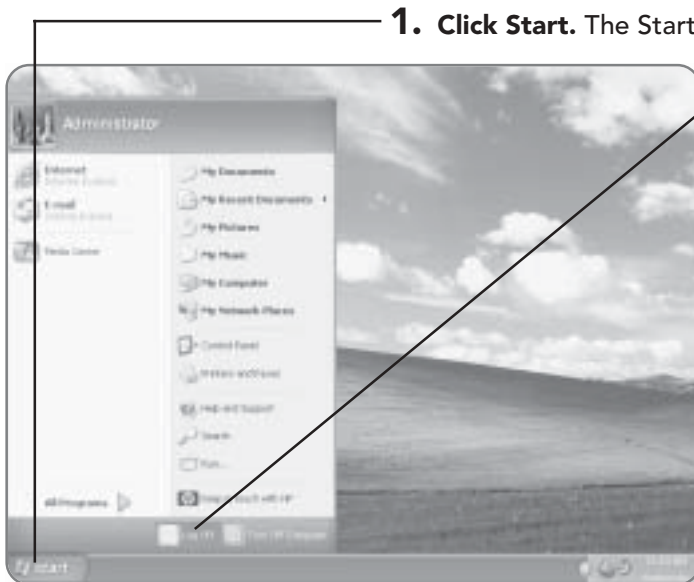 1. Click Start. The Start
Administrator
Internet
E-mail
Media Center
My Documents
My Recent Documents
My Pictures
My Music
My Computer
My Network Places
Control Panel
Printers and Faxes
Help and Support
Search
Run...
All Programs
Log Off
Turn Off Computer
start